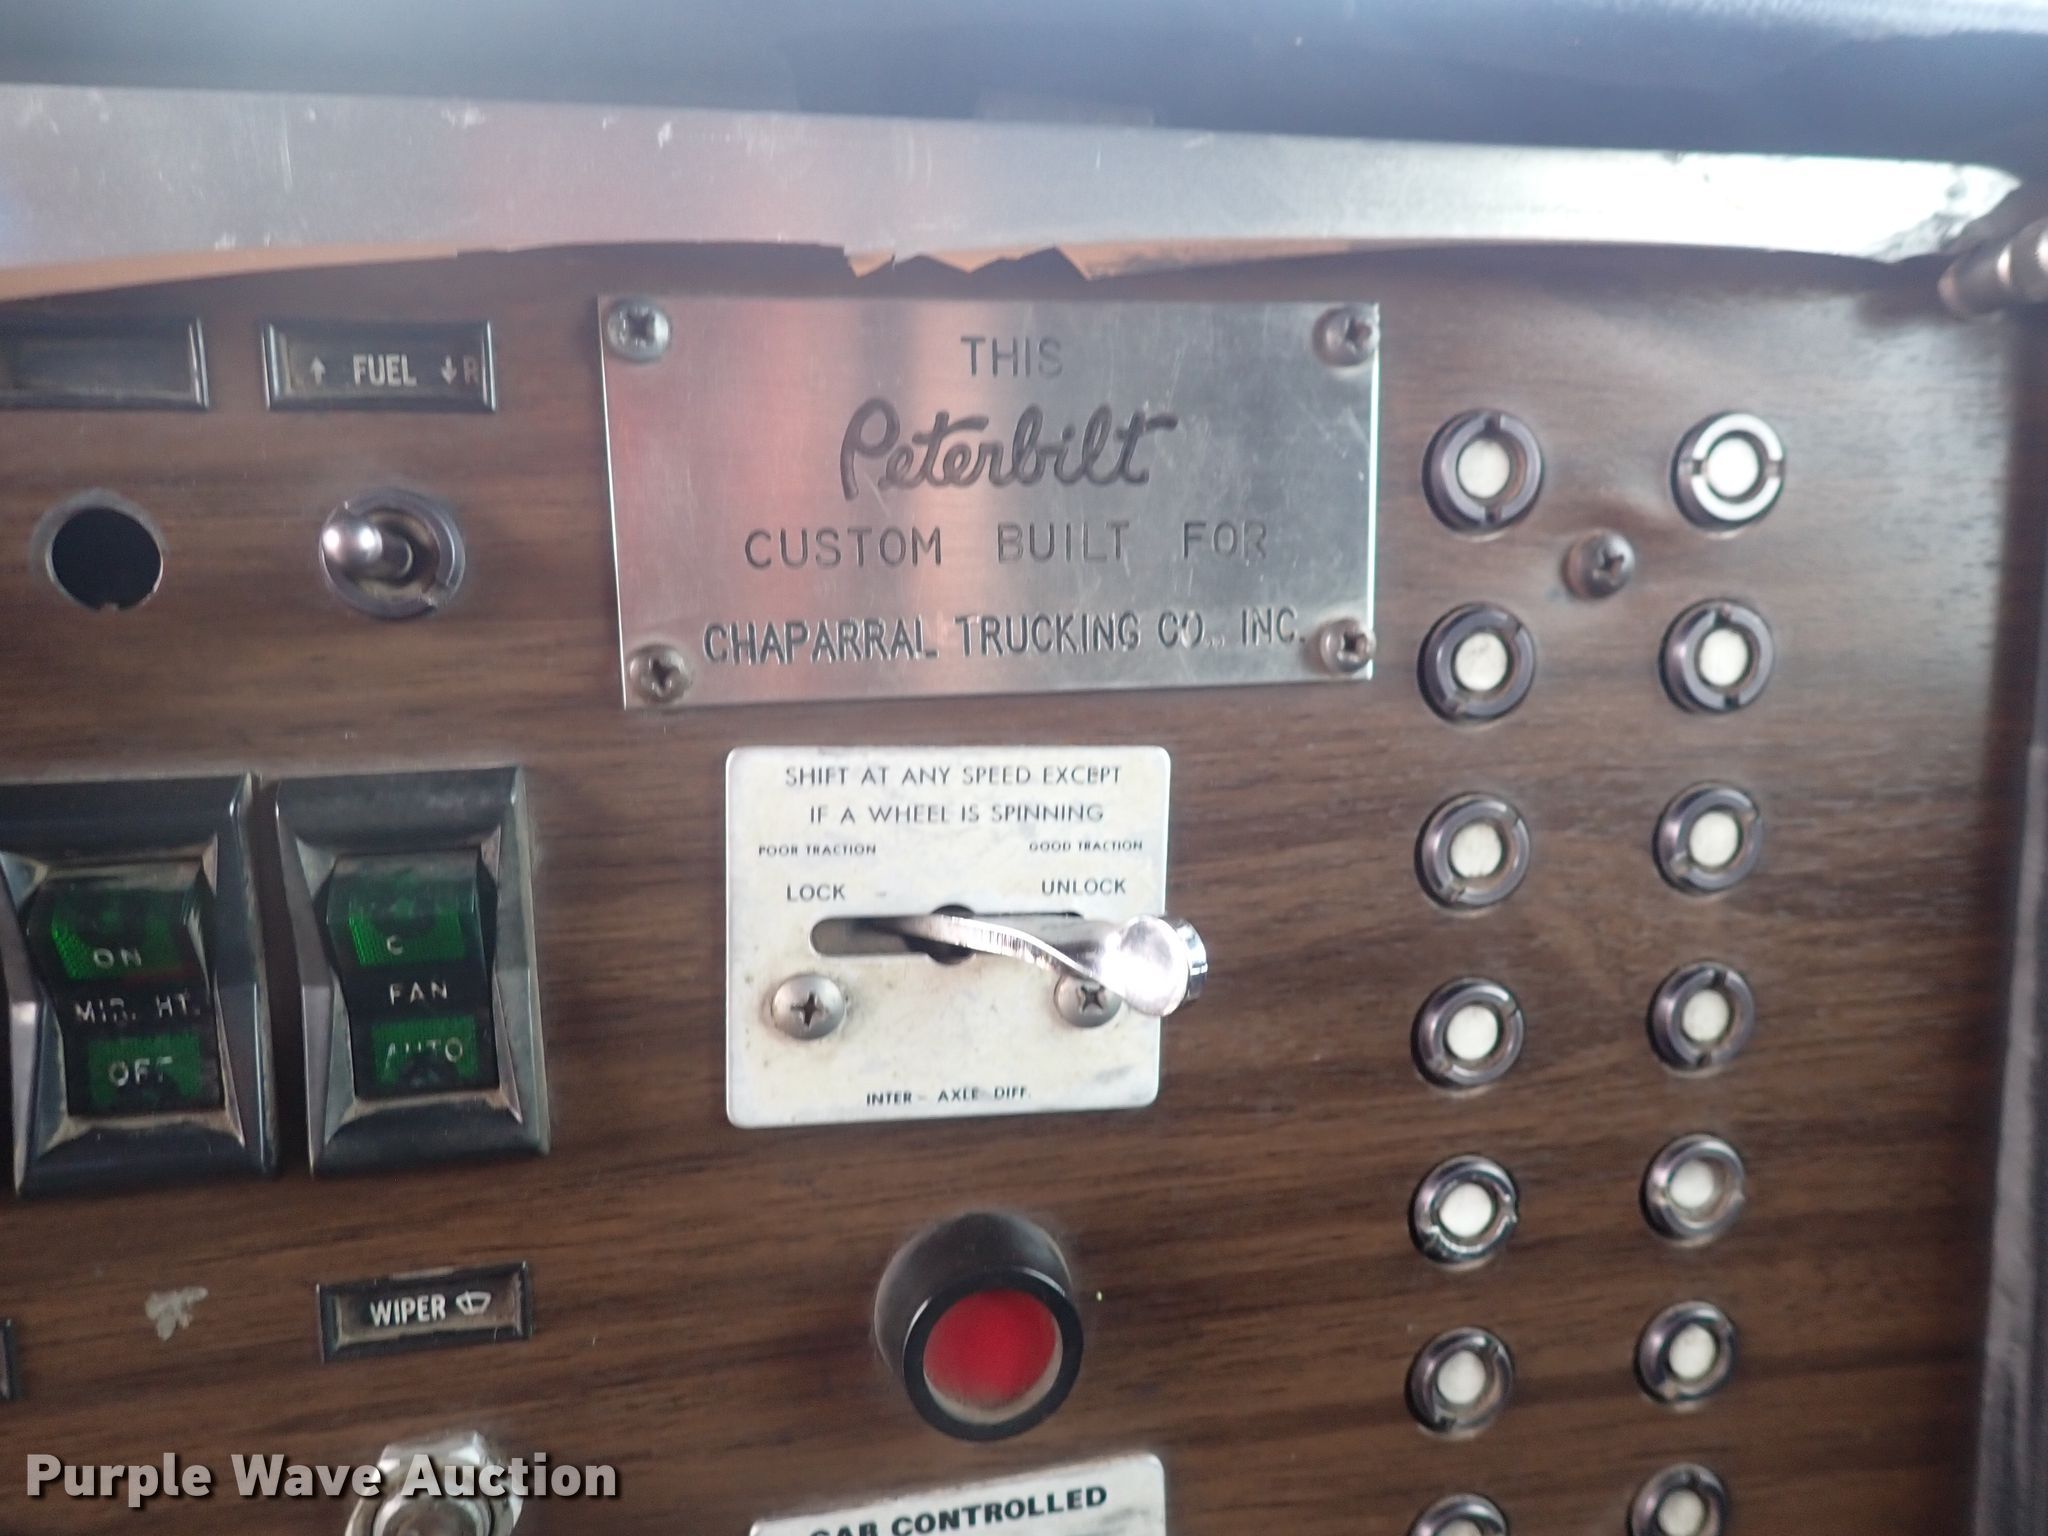 ↑ FUEL ↓ R
THIS
Peterbilt
CUSTOM BUILT FOR
CHAPARRAL TRUCKING CO., INC.
SHIFT AT ANY SPEED EXCEPT
IF A WHEEL IS SPINNING
POOR TRACTION GOOD TRACTION
LOCK UNLOCK
INTER - AXLE DIFF.
ON
MIR. HT.
OFF
C
FAN
AUTO
WIPER
CAB CONTROLLED
Purple Wave Auction